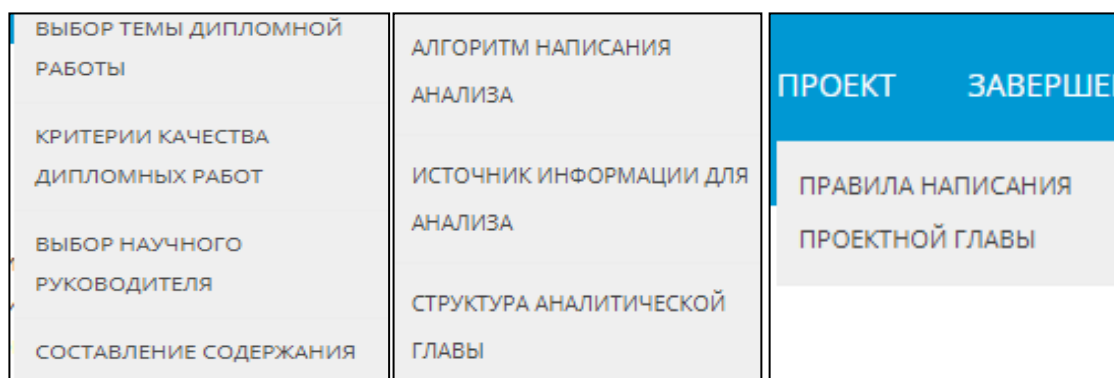 ВЫБОР ТЕМЫ ДИПЛОМНОЙ
РАБОТЫ
КРИТЕРИИ КАЧЕСТВА
ДИПЛОМНЫХ РАБОТ
ВЫБОР НАУЧНОГО
РУКОВОДИТЕЛЯ
СОСТАВЛЕНИЕ СОДЕРЖАНИЯ
АЛГОРИТМ НАПИСАНИЯ
АНАЛИЗА
ИСТОЧНИК ИНФОРМАЦИИ ДЛЯ
АНАЛИЗА
СТРУКТУРА АНАЛИТИЧЕСКОЙ
ГЛАВЫ
ПРОЕКТ ЗАВЕРШЕ
ПРАВИЛА НАПИСАНИЯ
ПРОЕКТНОЙ ГЛАВЫ